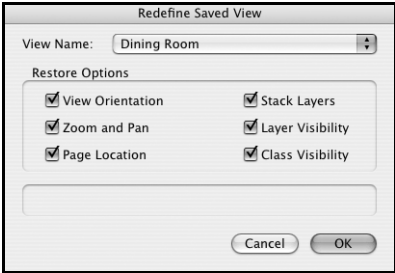 Redefine Saved View
View Name: Dining Room
Restore Options
View Orientation Stack Layers
Zoom and Pan Layer Visibility
Page Location Class Visibility
Cancel OK